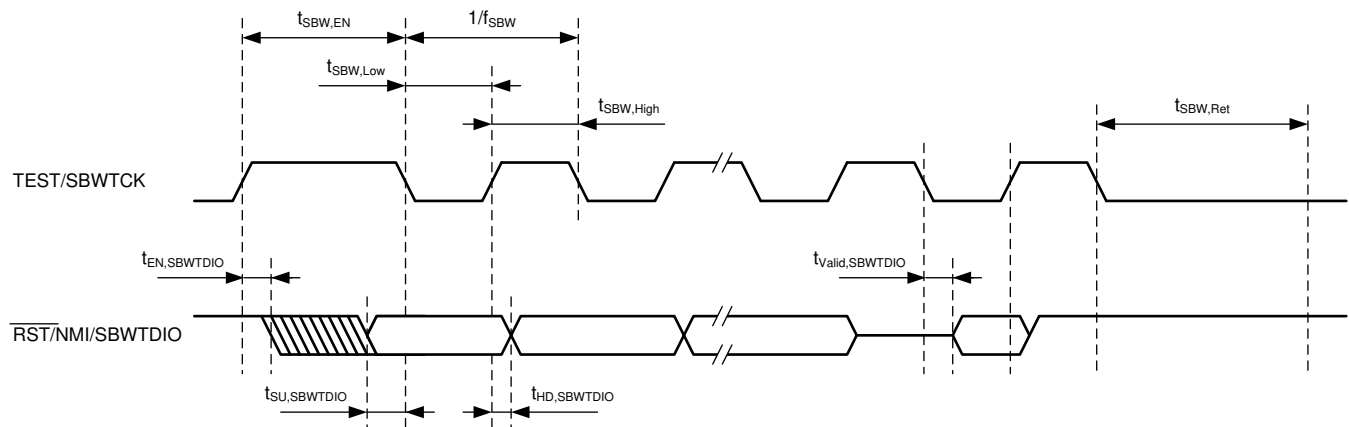 tSBW,EN
1/fSBW
tSBW,Low
tSBW,High
tSBW,Ret
TEST/SBWTCK
tEN,SBWTDIO
tValid,SBWTDIO
RST/NMI/SBWTDIO
tSU,SBWTDIO
tHD,SBWTDIO